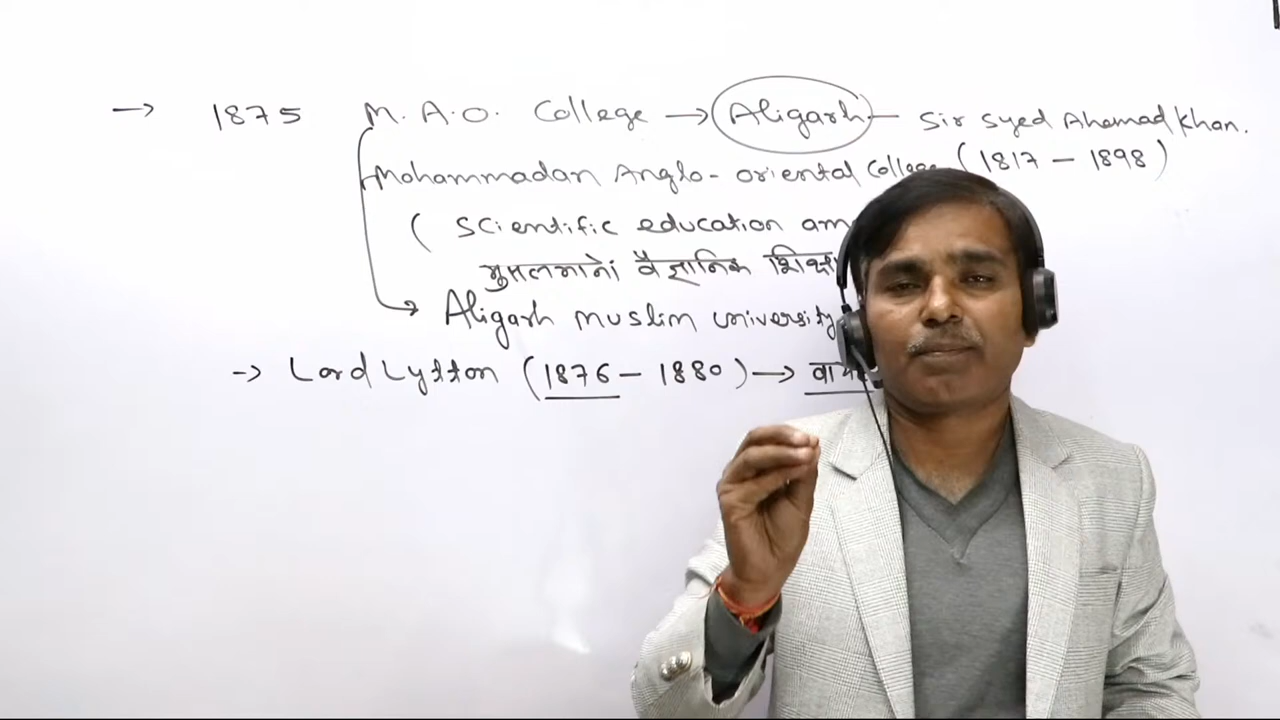 → 1875 M. A. O. College → Aligarh — Sir Syed Ahemad Khan.
Mohammadan Anglo-oriental College (1817 – 1898)
( Scientific education
मुसलमानों वैज्ञानिक
→ Aligarh muslim university
→ Lord Lytton (1876 – 1880) →